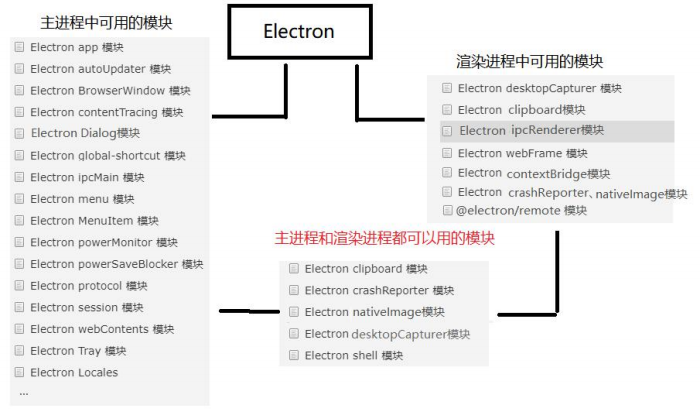 Electron
主进程中可用的模块
Electron app 模块
Electron autoUpdater 模块
Electron BrowserWindow 模块
Electron contentTracing 模块
Electron Dialog模块
Electron global-shortcut 模块
Electron ipcMain 模块
Electron menu 模块
Electron MenuItem 模块
Electron powerMonitor 模块
Electron powerSaveBlocker 模块
Electron protocol 模块
Electron session 模块
Electron webContents 模块
Electron Tray 模块
Electron Locales
...
渲染进程中可用的模块
Electron desktopCapturer 模块
Electron clipboard模块
Electron ipcRenderer模块
Electron webFrame 模块
Electron contextBridge模块
Electron crashReporter、nativeImage模块
@electron/remote 模块
主进程和渲染进程都可以用的模块
Electron clipboard 模块
Electron crashReporter 模块
Electron nativeImage模块
Electron desktopCapturer模块
Electron shell 模块